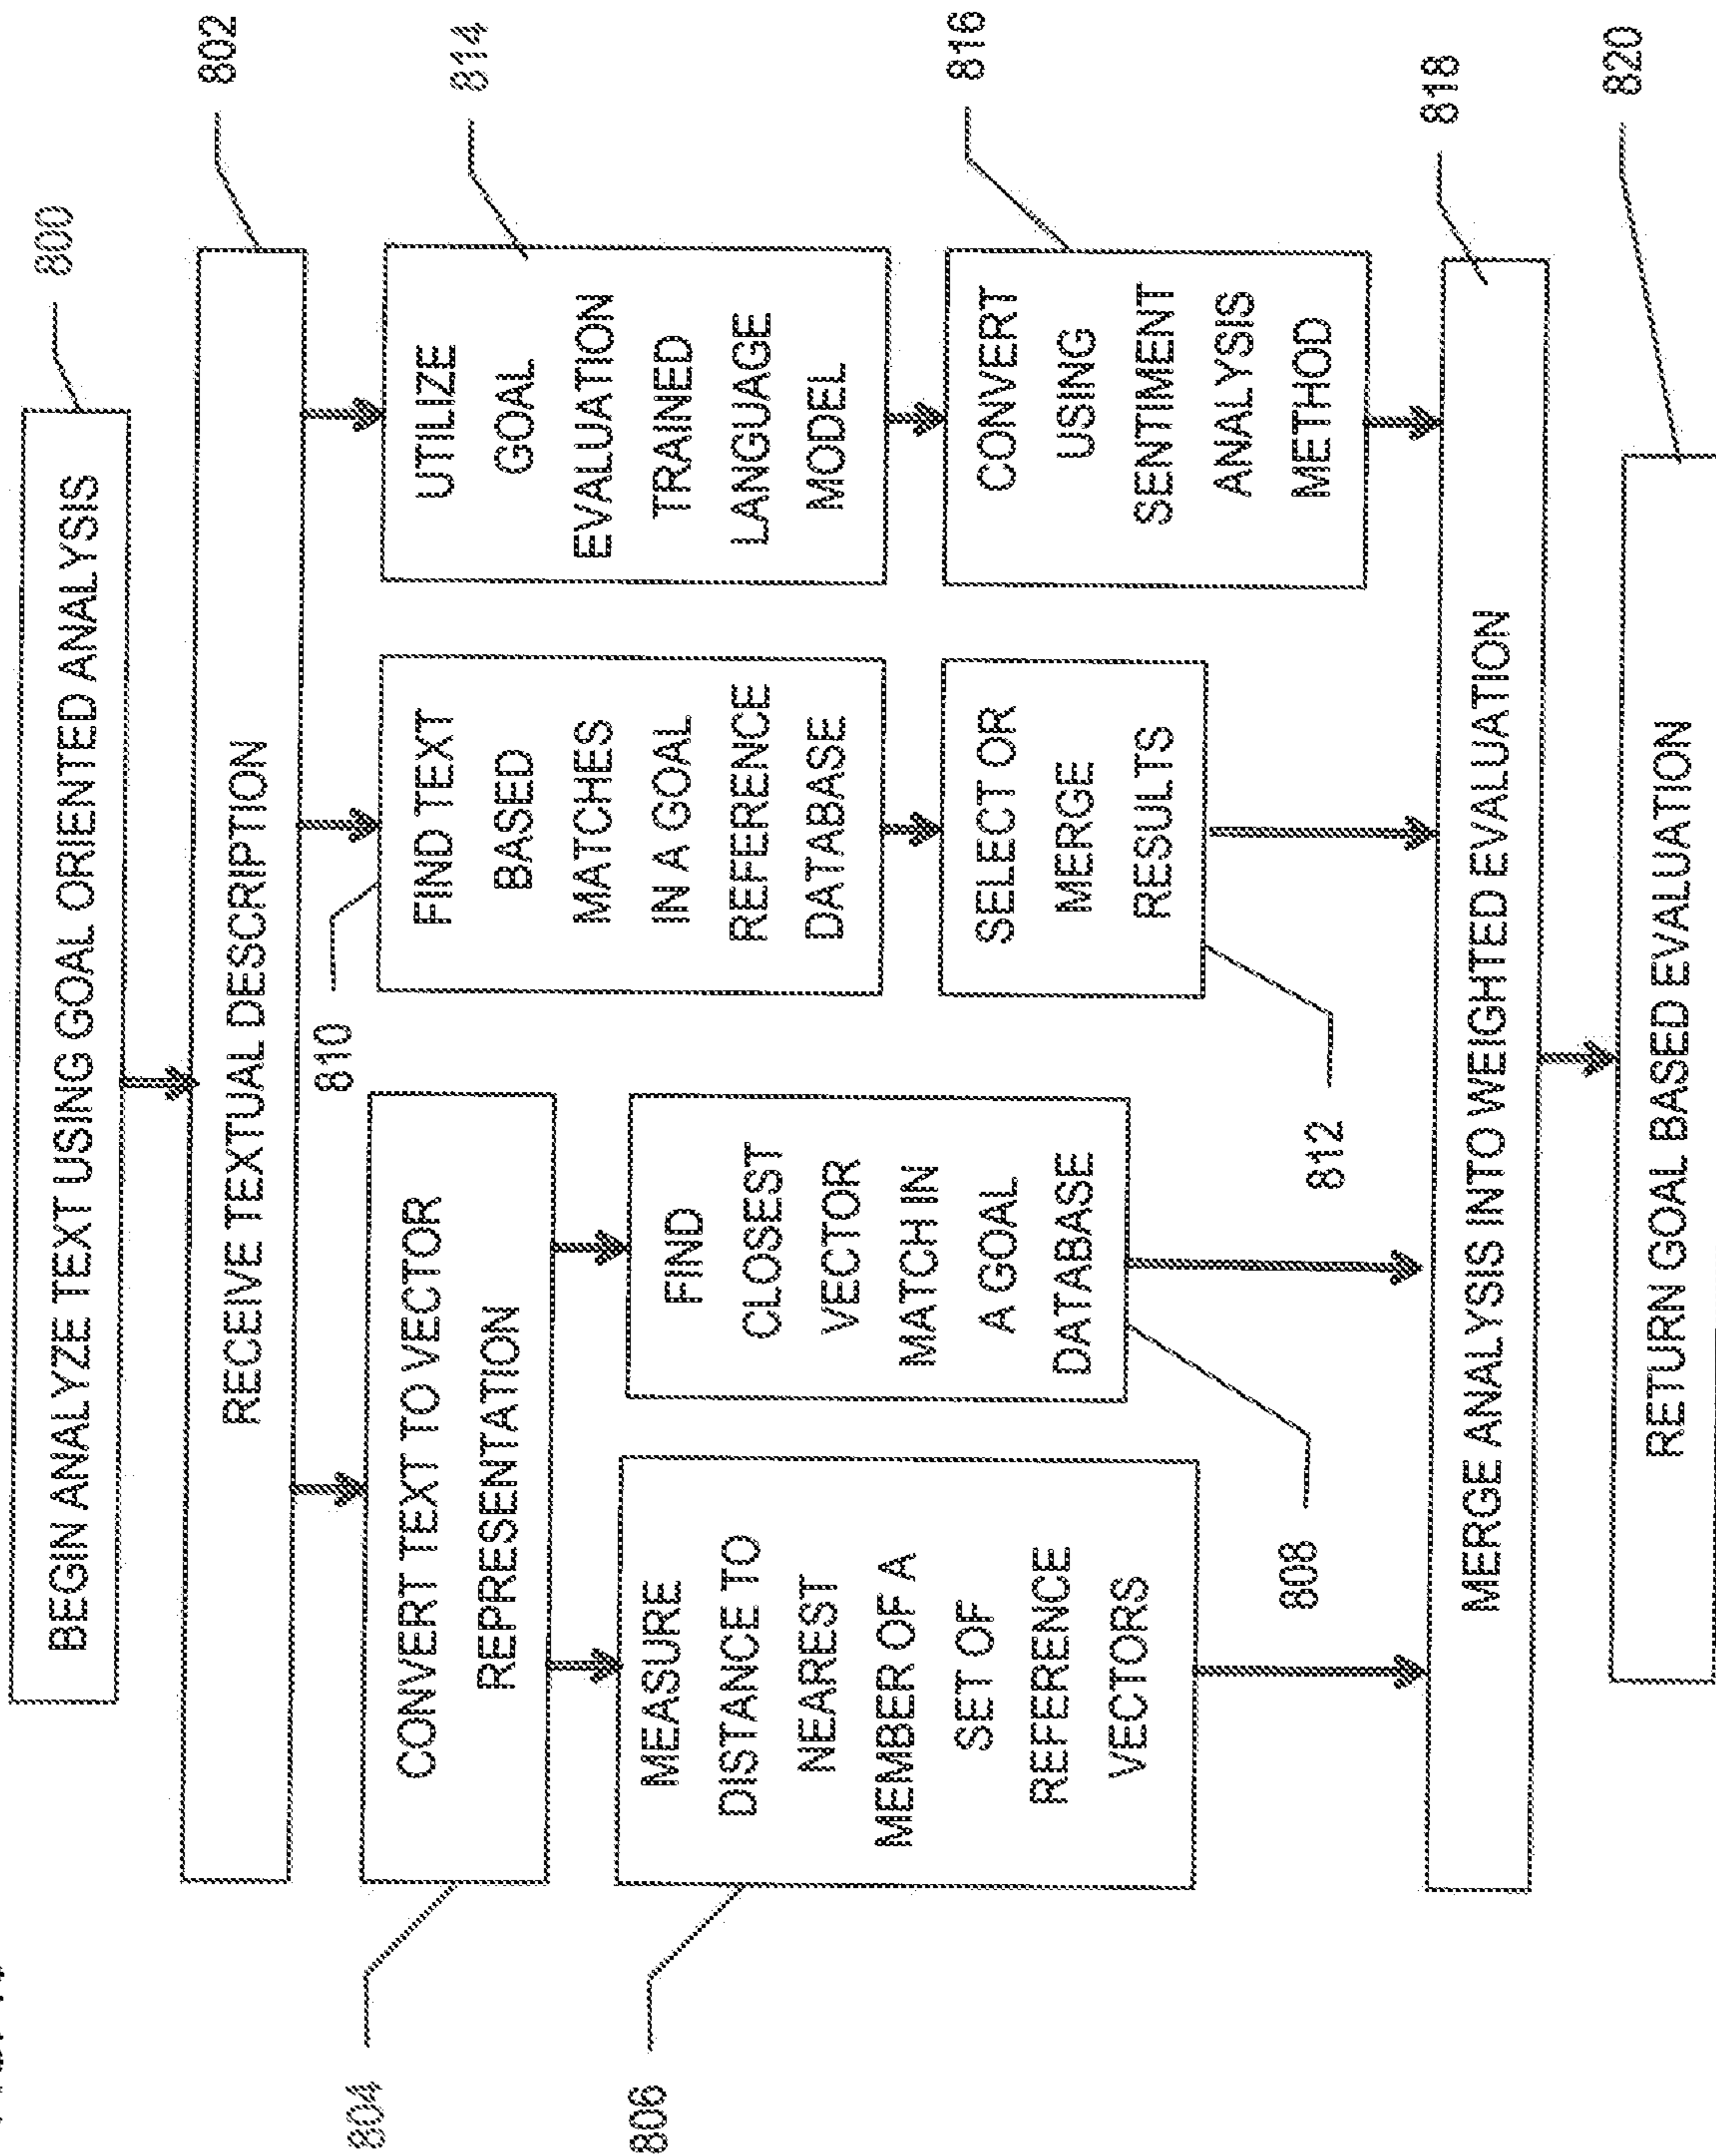 800
BEGIN ANALYZE TEXT USING GOAL ORIENTED ANALYSIS
802
RECEIVE TEXTUAL DESCRIPTION
804
CONVERT TEXT TO VECTOR
REPRESENTATION
806
MEASURE
DISTANCE TO
NEAREST
MEMBER OF A
SET OF
REFERENCE
VECTORS
FIND
CLOSEST
VECTOR
MATCH IN
A GOAL
DATABASE
808
810
FIND TEXT
BASED
MATCHES
IN A GOAL
REFERENCE
DATABASE
SELECT OR
MERGE
RESULTS
812
814
UTILIZE
GOAL
EVALUATION
TRAINED
LANGUAGE
MODEL
816
CONVERT
USING
SENTIMENT
ANALYSIS
METHOD
818
MERGE ANALYSIS INTO WEIGHTED EVALUATION
820
RETURN GOAL BASED EVALUATION